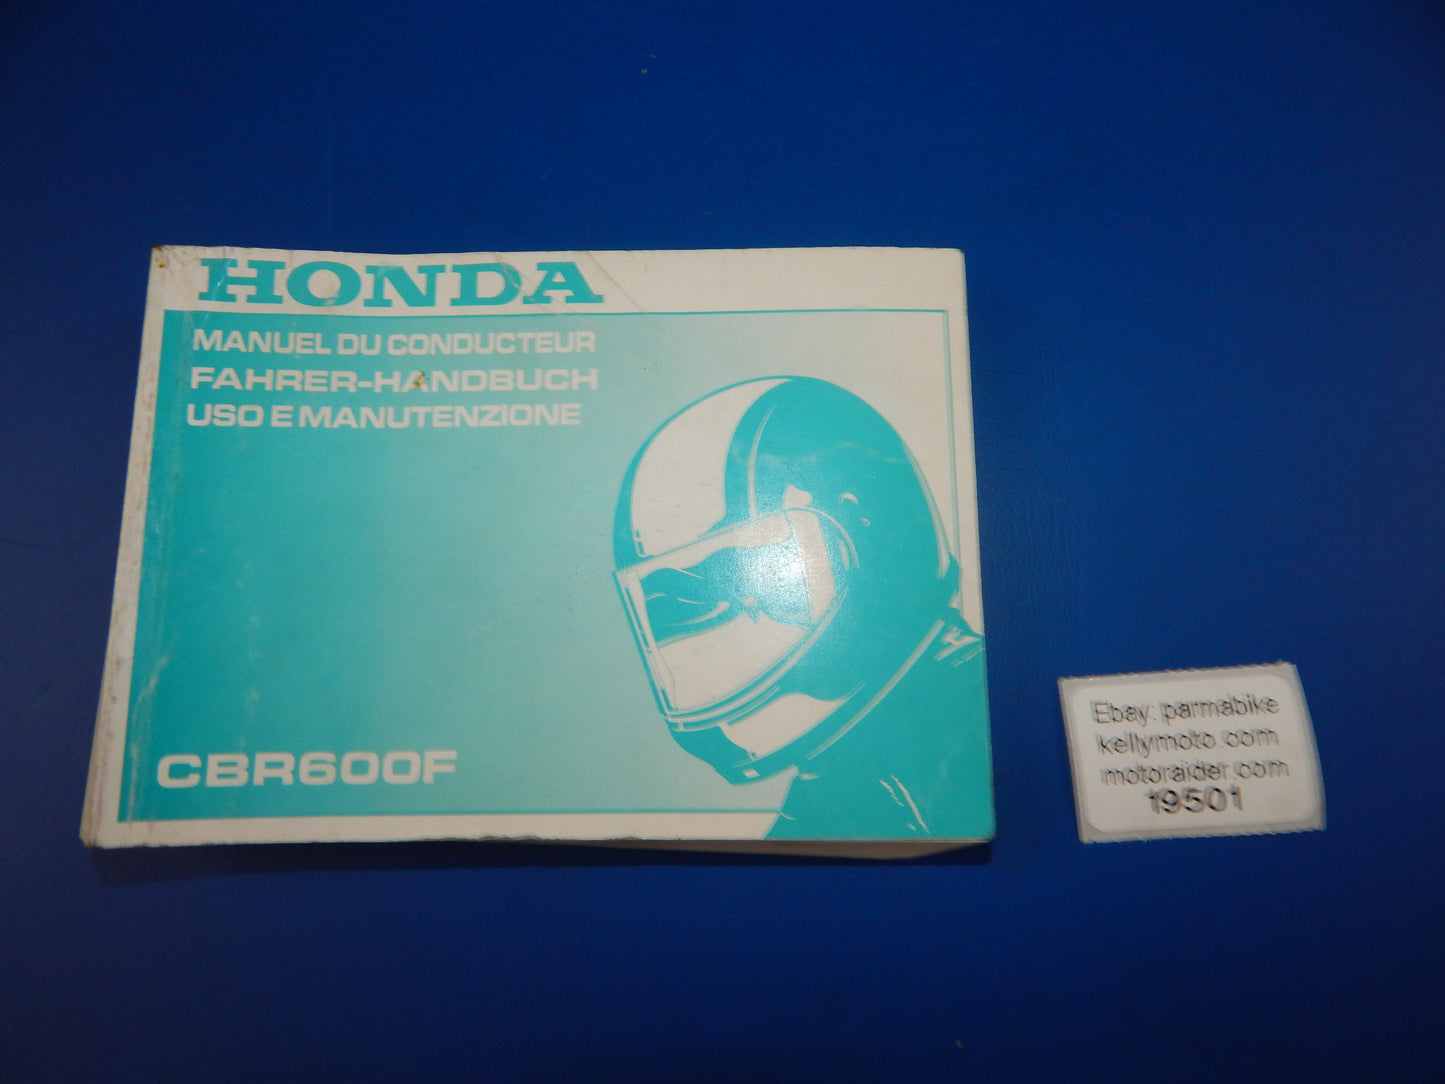 HONDA
MANUEL DU CONDUCTEUR
FAHRER-HANDBUCH
USO E MANUTENZIONE
CBR600F
Ebay: parmabike
kellymoto.com
motoraider.com
19501